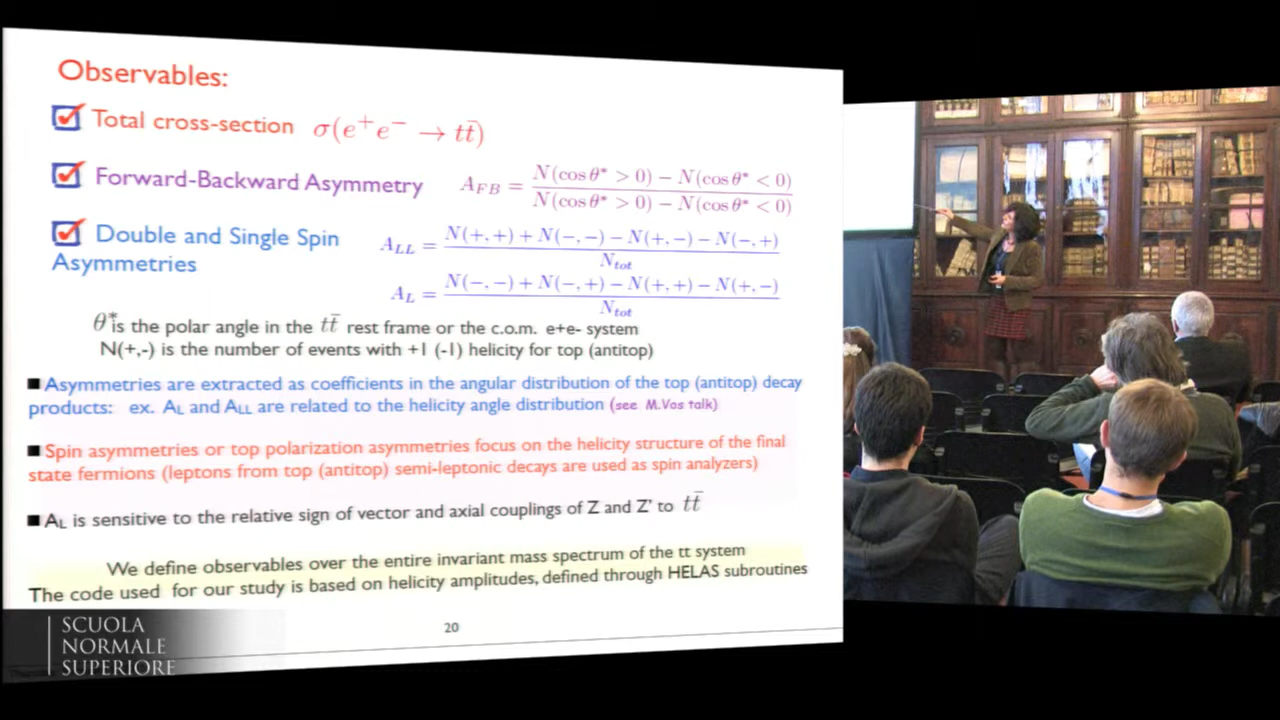 Observables:
Total cross-section σ(e⁺e⁻ → tt̄)
Forward-Backward Asymmetry A_FB = (N(cos θ* > 0) − N(cos θ* < 0)) / (N(cos θ* > 0) − N(cos θ* < 0))
Double and Single Spin
Asymmetries
A_LL = (N(+,+) + N(−,−) − N(+,−) − N(−,+)) / N_tot
A_L = (N(−,−) + N(−,+) − N(+,+) − N(+,−)) / N_tot
θ* is the polar angle in the tt̄ rest frame or the c.o.m. e+e- system
N(+,-) is the number of events with +1 (-1) helicity for top (antitop)
■ Asymmetries are extracted as coefficients in the angular distribution of the top (antitop) decay
products: ex. AL and ALL are related to the helicity angle distribution (see M.Vos talk)
■ Spin asymmetries or top polarization asymmetries focus on the helicity structure of the final
state fermions (leptons from top (antitop) semi-leptonic decays are used as spin analyzers)
■ AL is sensitive to the relative sign of vector and axial couplings of Z and Z' to tt̄
We define observables over the entire invariant mass spectrum of the tt system
The code used for our study is based on helicity amplitudes, defined through HELAS subroutines
20
SCUOLA
NORMALE
SUPERIORE